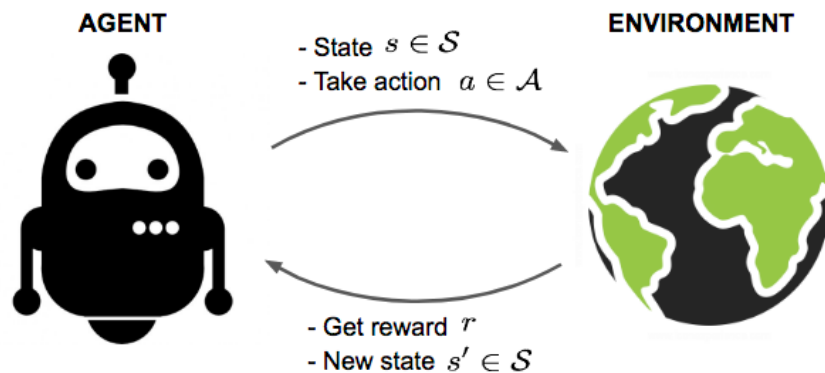 AGENT
ENVIRONMENT
- State s ∈ 𝒮
- Take action a ∈ 𝒜
- Get reward r
- New state s′ ∈ 𝒮